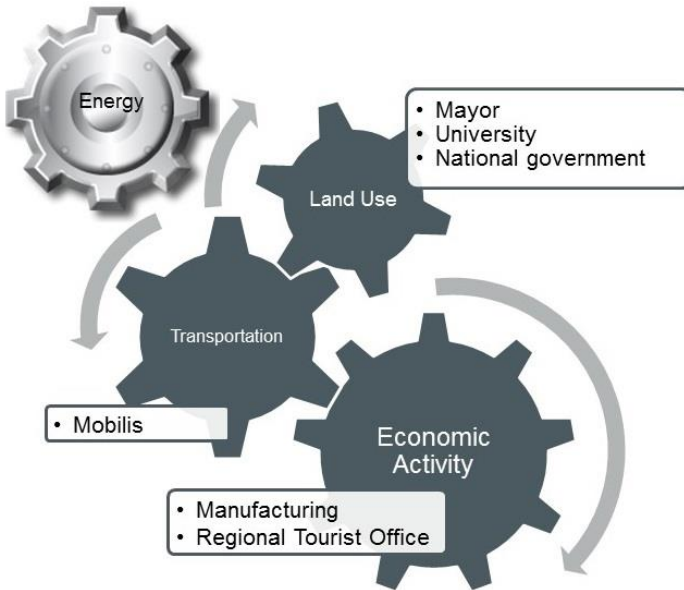 Energy
• Mayor
• University
• National government
Land Use
Transportation
• Mobilis
Economic
Activity
• Manufacturing
• Regional Tourist Office